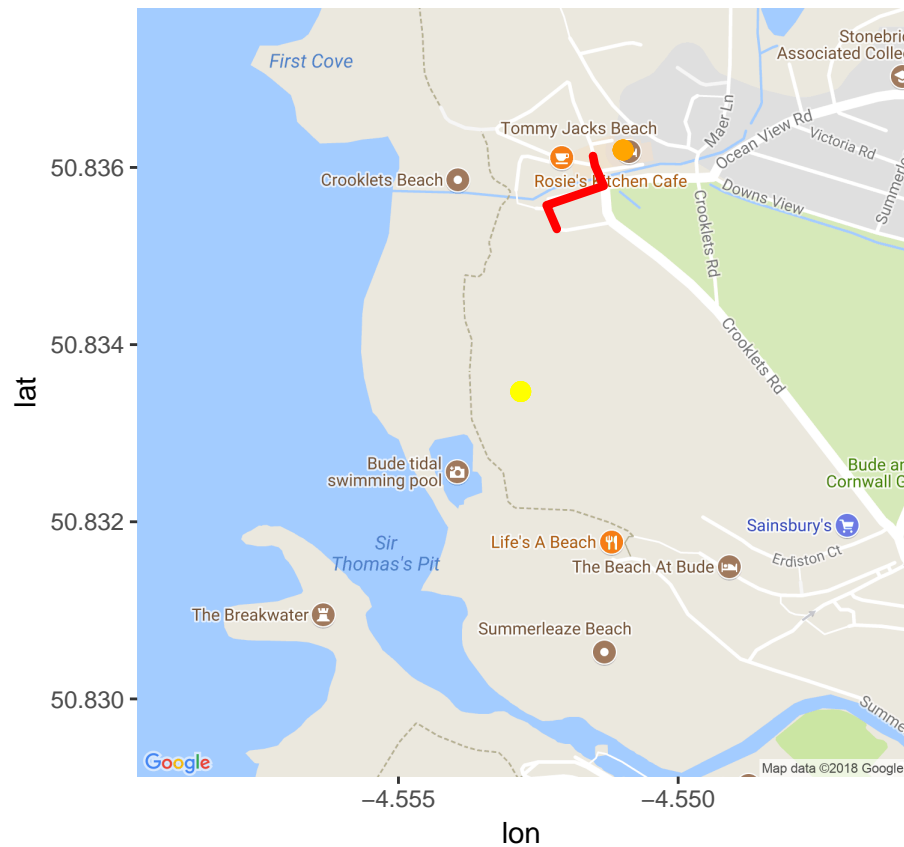 First Cove
Stonebri
Associated Colle
Tommy Jacks Beach
Maer Ln
Ocean View Rd
Victoria Rd
50.836
Crooklets Beach
Rosie's Kitchen Cafe
Downs View
Summerl
Crooklets Rd
50.834
Crooklets Rd
lat
Bude tidal
swimming pool
Bude an
Cornwall G
50.832
Sainsbury's
Sir
Thomas's Pit
Life's A Beach
Erdiston Ct
The Beach At Bude
The Breakwater
Summerleaze Beach
50.830
Summe
Google
Map data ©2018 Google
−4.555
−4.550
lon